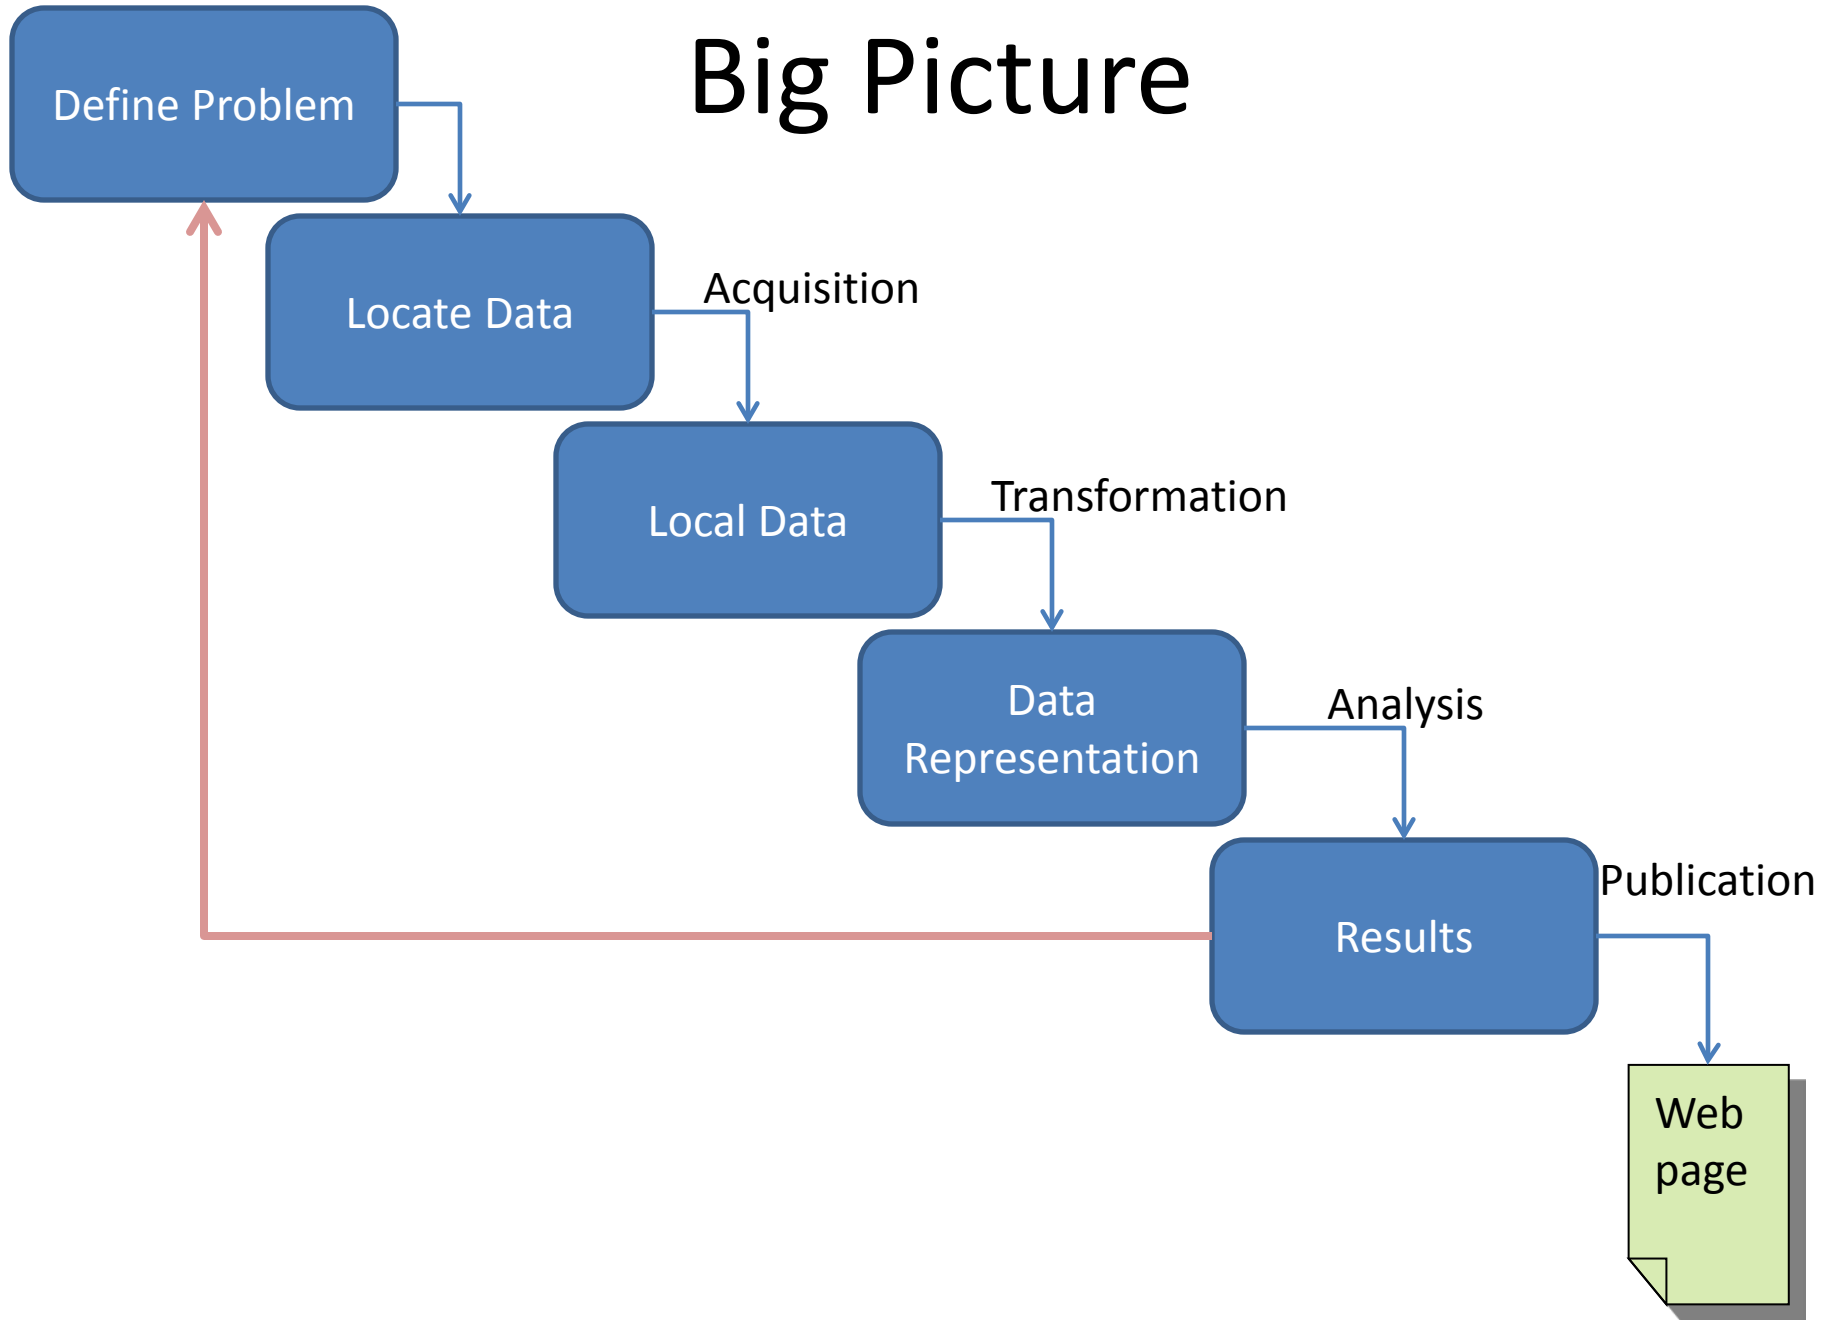 Big Picture
Define Problem
Locate Data
Acquisition
Local Data
Transformation
Data
Representation
Analysis
Results
Publication
Web
page